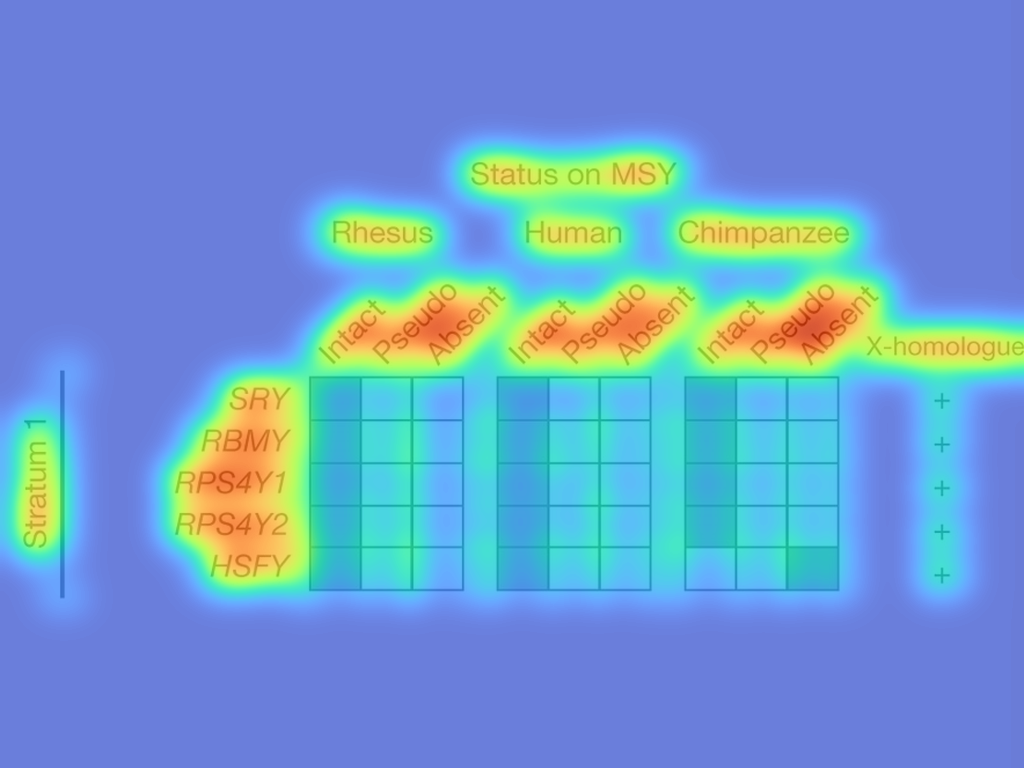 Status on MSY
Rhesus Human Chimpanzee
Intact Pseudo Absent Intact Pseudo Absent Intact Pseudo Absent X-homologue
Stratum 1
SRY +
RBMY +
RPS4Y1 +
RPS4Y2 +
HSFY +